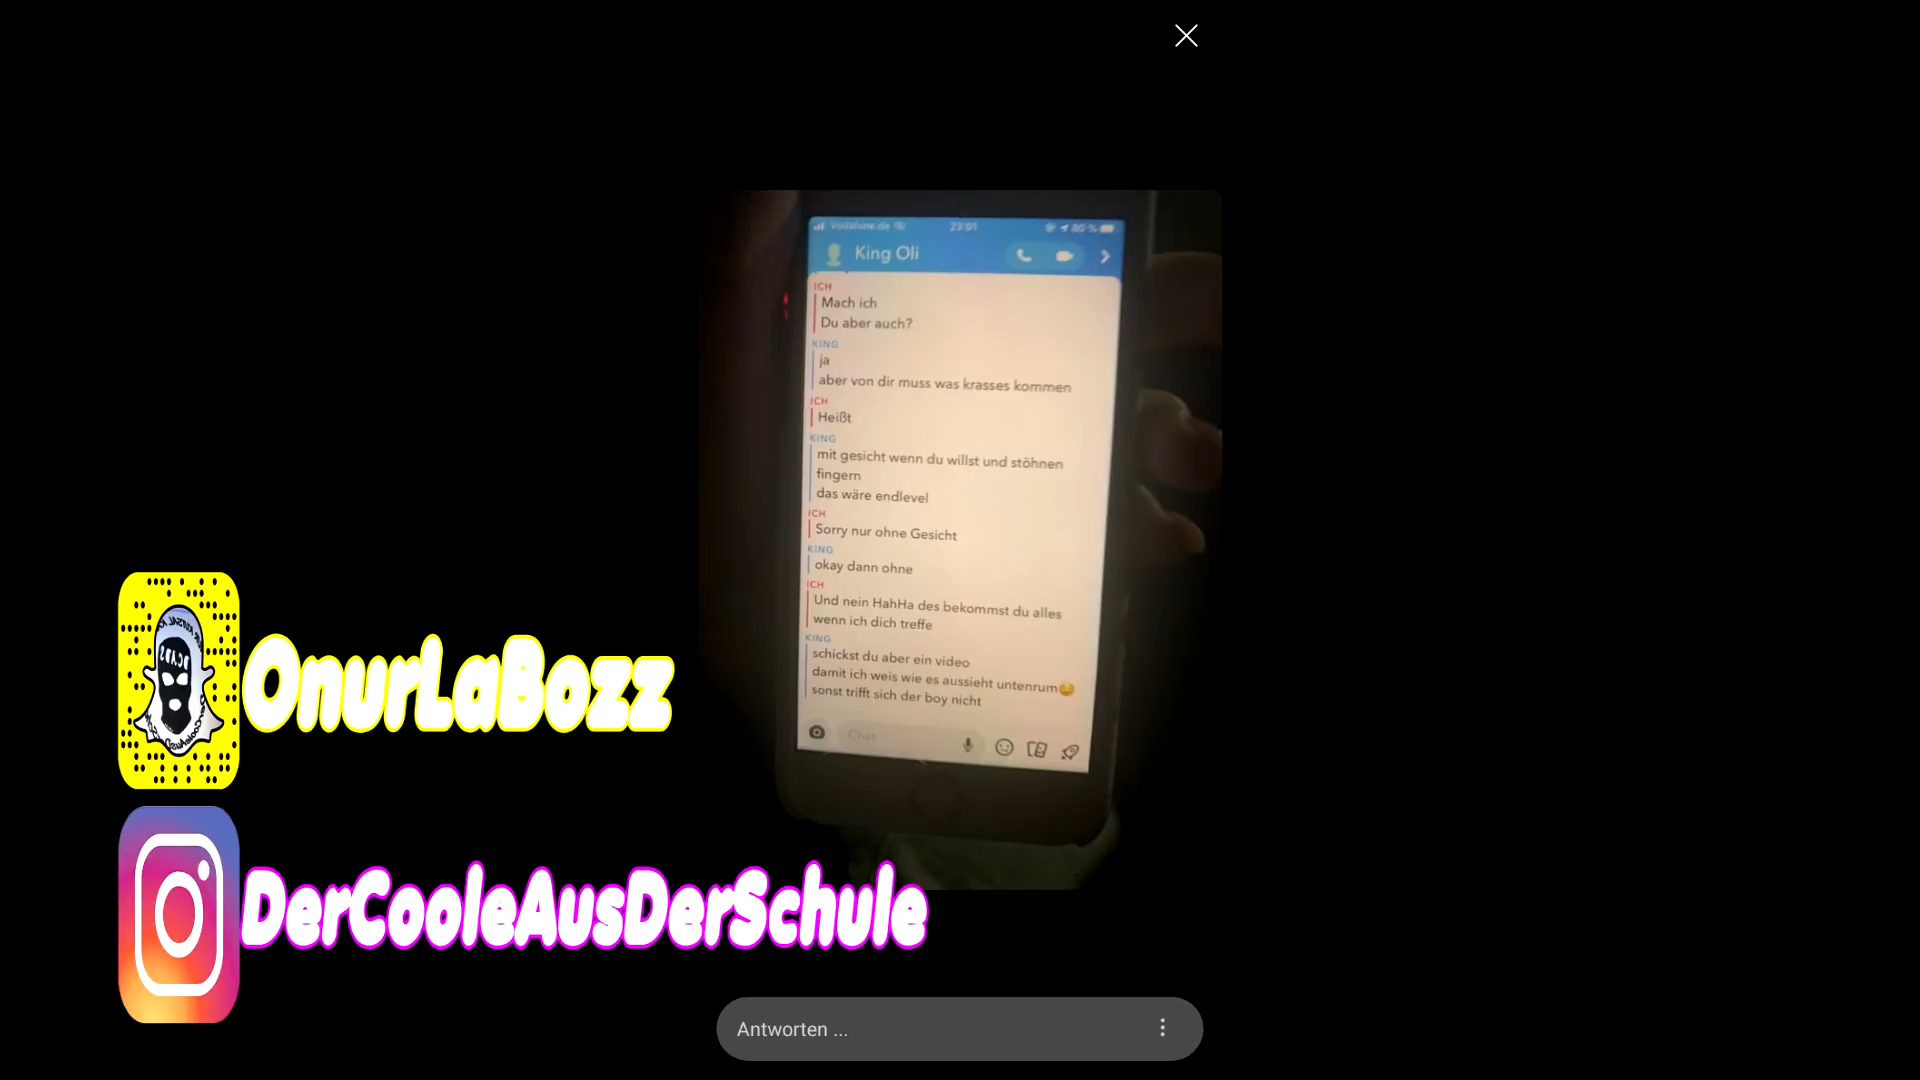 Vodafone.de 23:01 80 %
King Oli
ICH
Mach ich
Du aber auch?
KING
ja
aber von dir muss was krasses kommen
ICH
Heißt
KING
mit gesicht wenn du willst und stöhnen
fingern
das wäre endlevel
ICH
Sorry nur ohne Gesicht
KING
okay dann ohne
ICH
Und nein HahHa des bekommst du alles
wenn ich dich treffe
KING
schickst du aber ein video
damit ich weis wie es aussieht untenrum😄
sonst trifft sich der boy nicht
Chat
OnurLaBozz
DerCooleAusDerSchule
Antworten ...